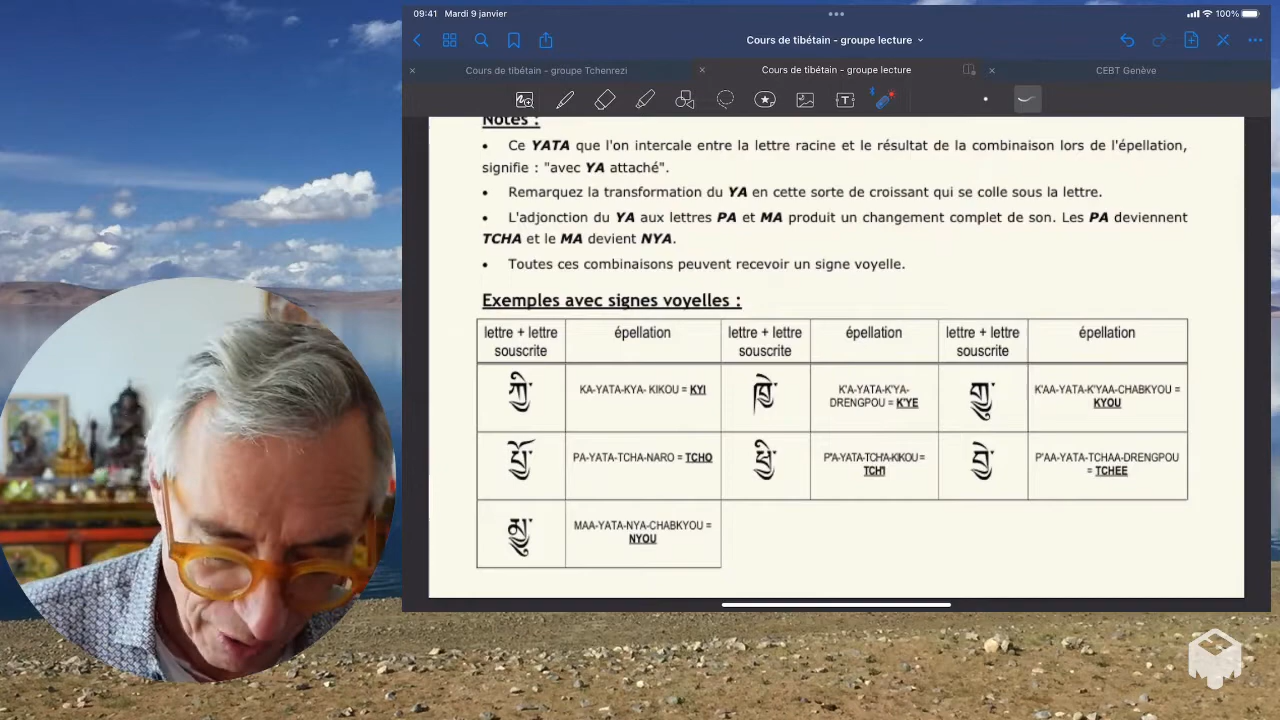 09:41 Mardi 9 janvier
100%
Cours de tibétain - groupe lecture
Cours de tibétain - groupe Tchenrezi
Cours de tibétain - groupe lecture
CEBT Genève
Notes :
• Ce YATA que l'on intercale entre la lettre racine et le résultat de la combinaison lors de l'épellation,
signifie : "avec YA attaché".
• Remarquez la transformation du YA en cette sorte de croissant qui se colle sous la lettre.
• L'adjonction du YA aux lettres PA et MA produit un changement complet de son. Les PA deviennent
TCHA et le MA devient NYA.
• Toutes ces combinaisons peuvent recevoir un signe voyelle.
Exemples avec signes voyelles :
lettre + lettre
souscrite
épellation
lettre + lettre
souscrite
épellation
lettre + lettre
souscrite
épellation
ཀྱི་
KA-YATA-KYA- KIKOU = KYI
ཁྱེ་
K'A-YATA-K'YA-
DRENGPOU = K'YE
གྱུ་
K'AA-YATA-K'YAA-CHABKYOU =
KYOU
པྱོ་
PA-YATA-TCHA-NARO = TCHO
ཕྱི་
P'A-YATA-TCH'A-KIKOU =
TCH'I
བྱེ་
P'AA-YATA-TCHAA-DRENGPOU
= TCHEE
མྱུ་
MAA-YATA-NYA-CHABKYOU =
NYOU